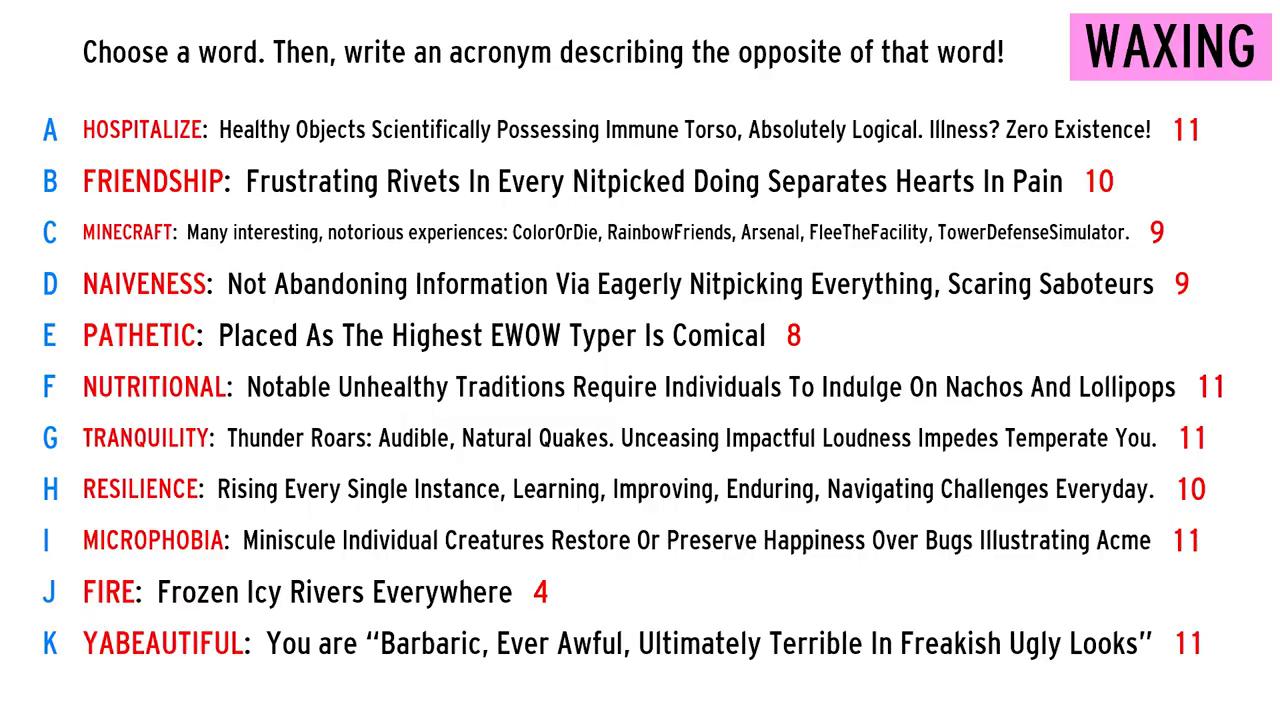 Choose a word. Then, write an acronym describing the opposite of that word!
WAXING
A HOSPITALIZE: Healthy Objects Scientifically Possessing Immune Torso, Absolutely Logical. Illness? Zero Existence! 11
B FRIENDSHIP: Frustrating Rivets In Every Nitpicked Doing Separates Hearts In Pain 10
C MINECRAFT: Many interesting, notorious experiences: ColorOrDie, RainbowFriends, Arsenal, FleeTheFacility, TowerDefenseSimulator. 9
D NAIVENESS: Not Abandoning Information Via Eagerly Nitpicking Everything, Scaring Saboteurs 9
E PATHETIC: Placed As The Highest EWOW Typer Is Comical 8
F NUTRITIONAL: Notable Unhealthy Traditions Require Individuals To Indulge On Nachos And Lollipops 11
G TRANQUILITY: Thunder Roars: Audible, Natural Quakes. Unceasing Impactful Loudness Impedes Temperate You. 11
H RESILIENCE: Rising Every Single Instance, Learning, Improving, Enduring, Navigating Challenges Everyday. 10
I MICROPHOBIA: Miniscule Individual Creatures Restore Or Preserve Happiness Over Bugs Illustrating Acme 11
J FIRE: Frozen Icy Rivers Everywhere 4
K YABEAUTIFUL: You are “Barbaric, Ever Awful, Ultimately Terrible In Freakish Ugly Looks” 11